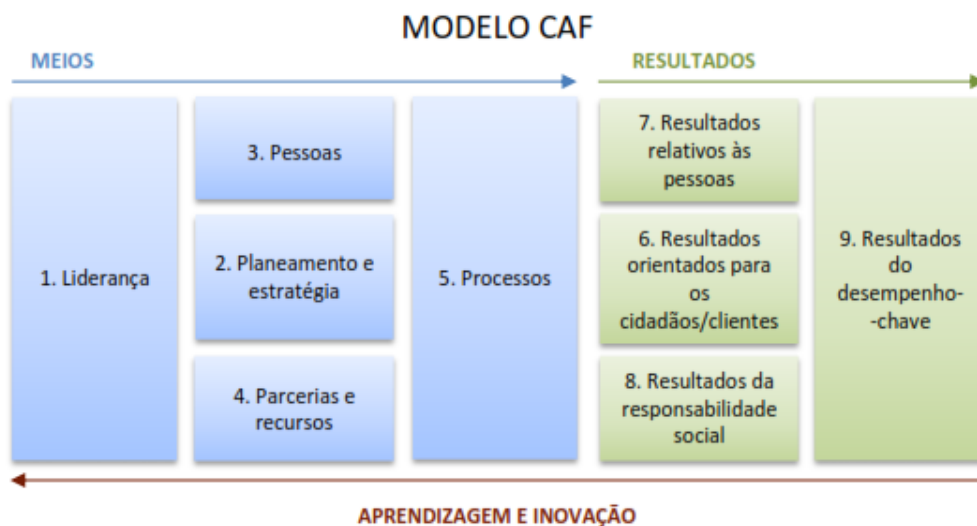 MODELO CAF
MEIOS
RESULTADOS
1. Liderança
3. Pessoas
2. Planeamento e
estratégia
4. Parcerias e
recursos
5. Processos
7. Resultados
relativos às
pessoas
6. Resultados
orientados para
os
cidadãos/clientes
8. Resultados da
responsabilidade
social
9. Resultados
do
desempenho-
-chave
APRENDIZAGEM E INOVAÇÃO